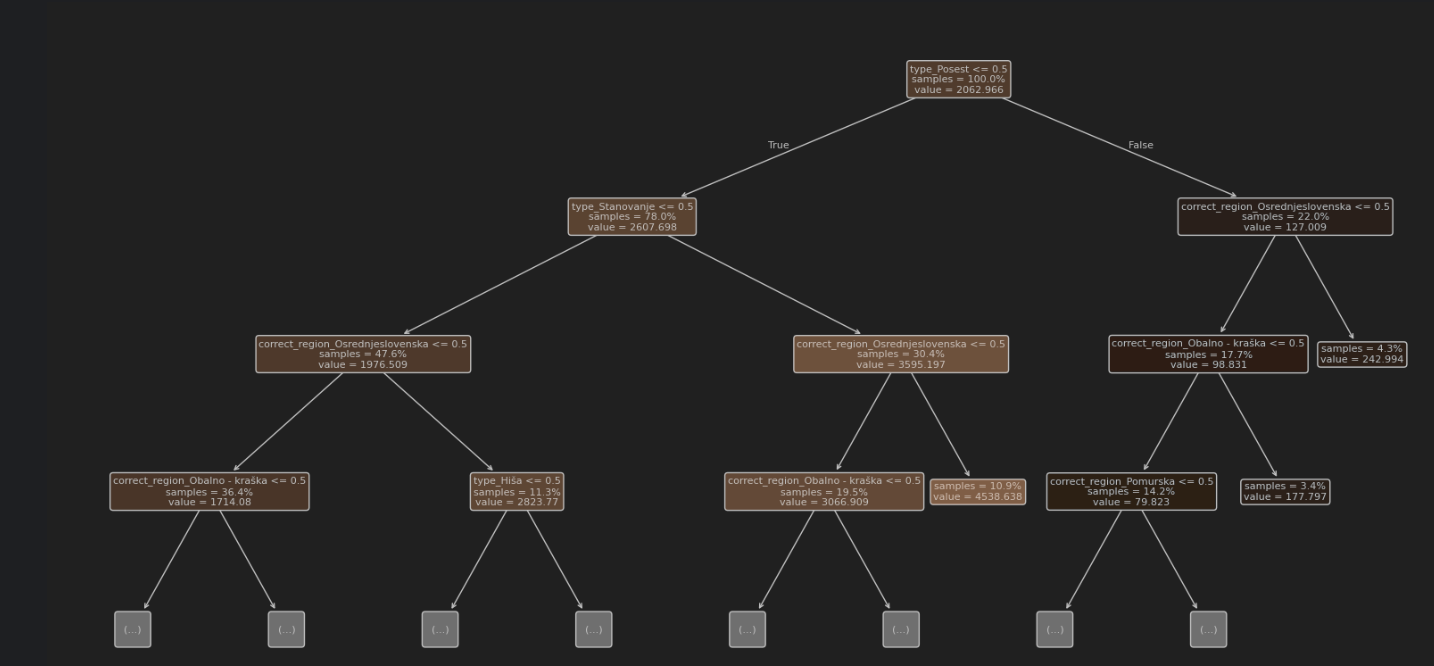 type_Posest <= 0.5
samples = 100.0%
value = 2062.966
True
False
type_Stanovanje <= 0.5
samples = 78.0%
value = 2607.698
correct_region_Osrednjeslovenska <= 0.5
samples = 22.0%
value = 127.009
correct_region_Osrednjeslovenska <= 0.5
samples = 47.6%
value = 1976.509
correct_region_Osrednjeslovenska <= 0.5
samples = 30.4%
value = 3595.197
correct_region_Obalno - kraška <= 0.5
samples = 17.7%
value = 98.831
samples = 4.3%
value = 242.994
correct_region_Obalno - kraška <= 0.5
samples = 36.4%
value = 1714.08
type_Hiša <= 0.5
samples = 11.3%
value = 2823.77
correct_region_Obalno - kraška <= 0.5
samples = 19.5%
value = 3066.909
samples = 10.9%
value = 4538.638
correct_region_Pomurska <= 0.5
samples = 14.2%
value = 79.823
samples = 3.4%
value = 177.797
(...)
(...)
(...)
(...)
(...)
(...)
(...)
(...)